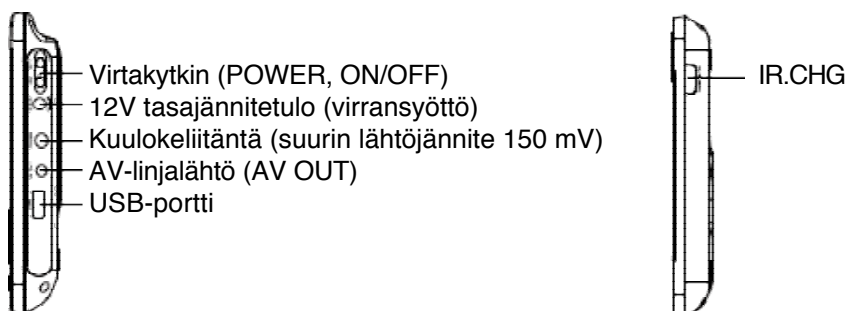 Virtakytkin (POWER, ON/OFF)
12V tasajännitetulo (virransyöttö)
Kuulokeliitäntä (suurin lähtöjännite 150 mV)
AV-linjalähtö (AV OUT)
USB-portti
IR.CHG